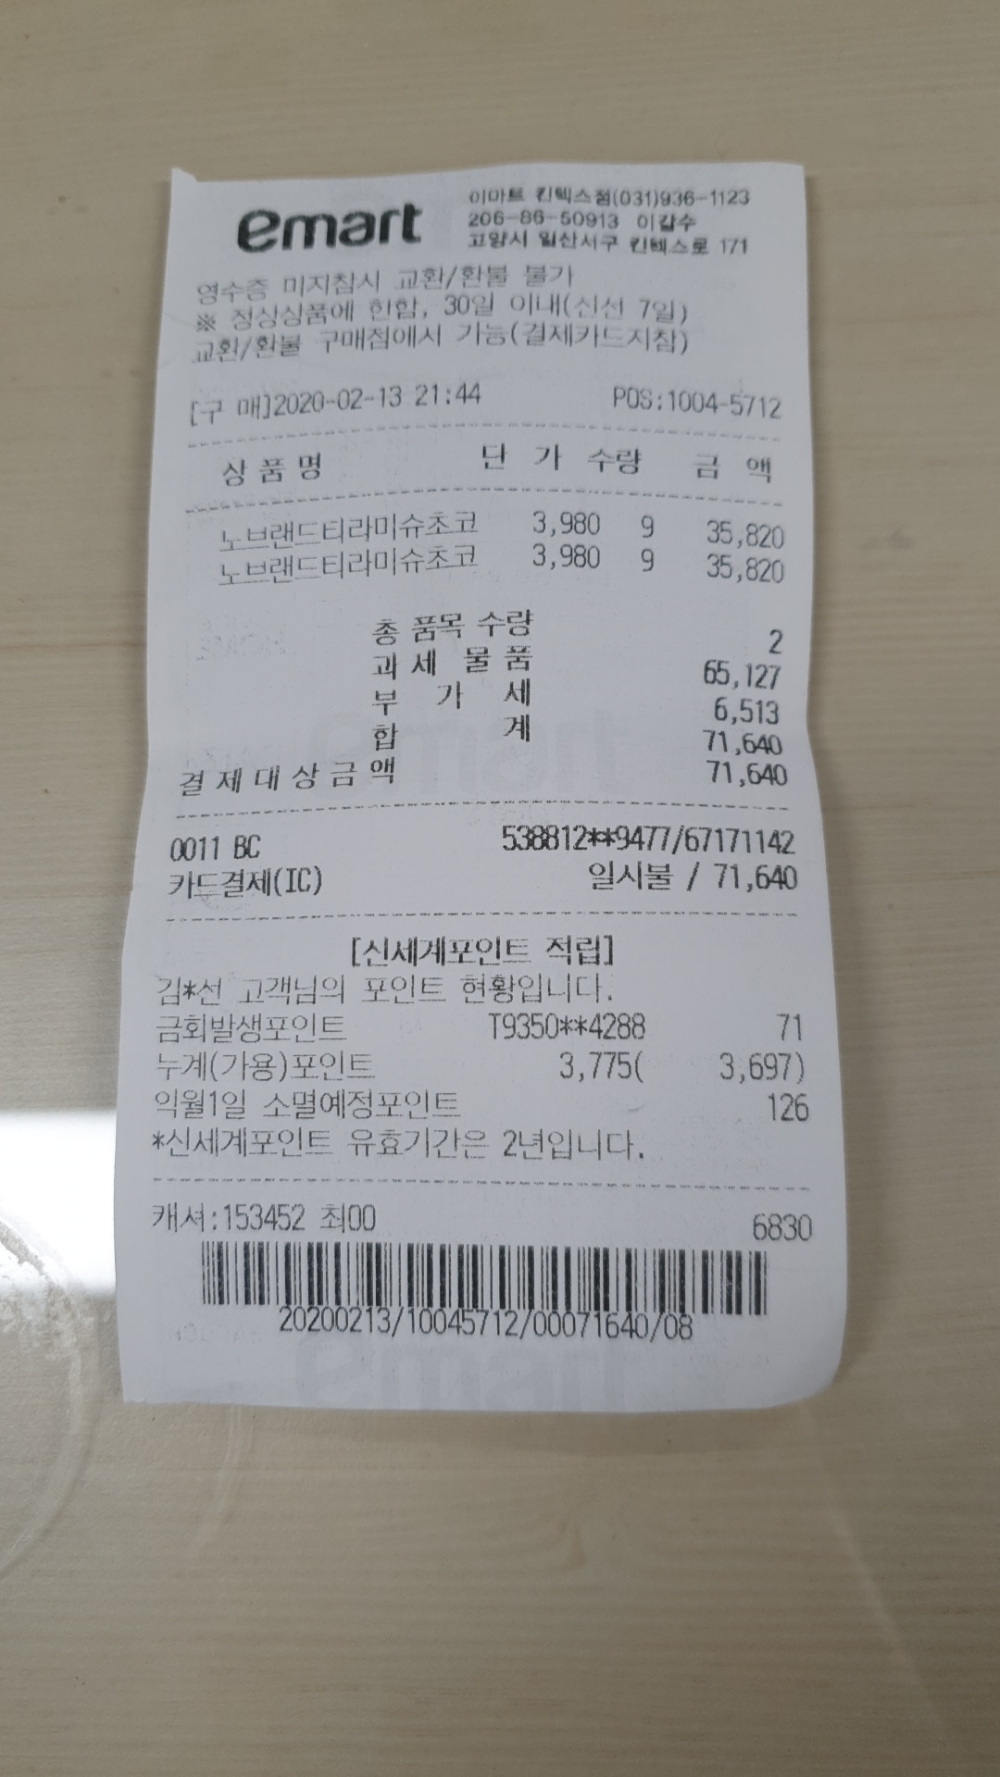 emart
이마트 킨텍스점(031)936-1123
206-86-50913 이갑수
고양시 일산서구 킨텍스로 171
영수증 미지참시 교환/환불 불가
※ 정상상품에 한함, 30일 이내(신선 7일)
교환/환불 구매점에서 가능(결제카드지참)
[구 매]2020-02-13 21:44 POS:1004-5712
상 품 명 단 가 수량 금 액
노브랜드티라미슈초코 3,980 9 35,820
노브랜드티라미슈초코 3,980 9 35,820
총 품목 수량 2
과 세 물 품 65,127
부 가 세 6,513
합 계 71,640
결 제 대 상 금 액 71,640
0011 BC 538812**9477/67171142
카드결제(IC) 일시불 / 71,640
[신세계포인트 적립]
김*선 고객님의 포인트 현황입니다.
금회발생포인트 T9350**4288 71
누계(가용)포인트 3,775( 3,697)
익월1일 소멸예정포인트 126
*신세계포인트 유효기간은 2년입니다.
캐셔:153452 최00 6830
20200213/10045712/00071640/08